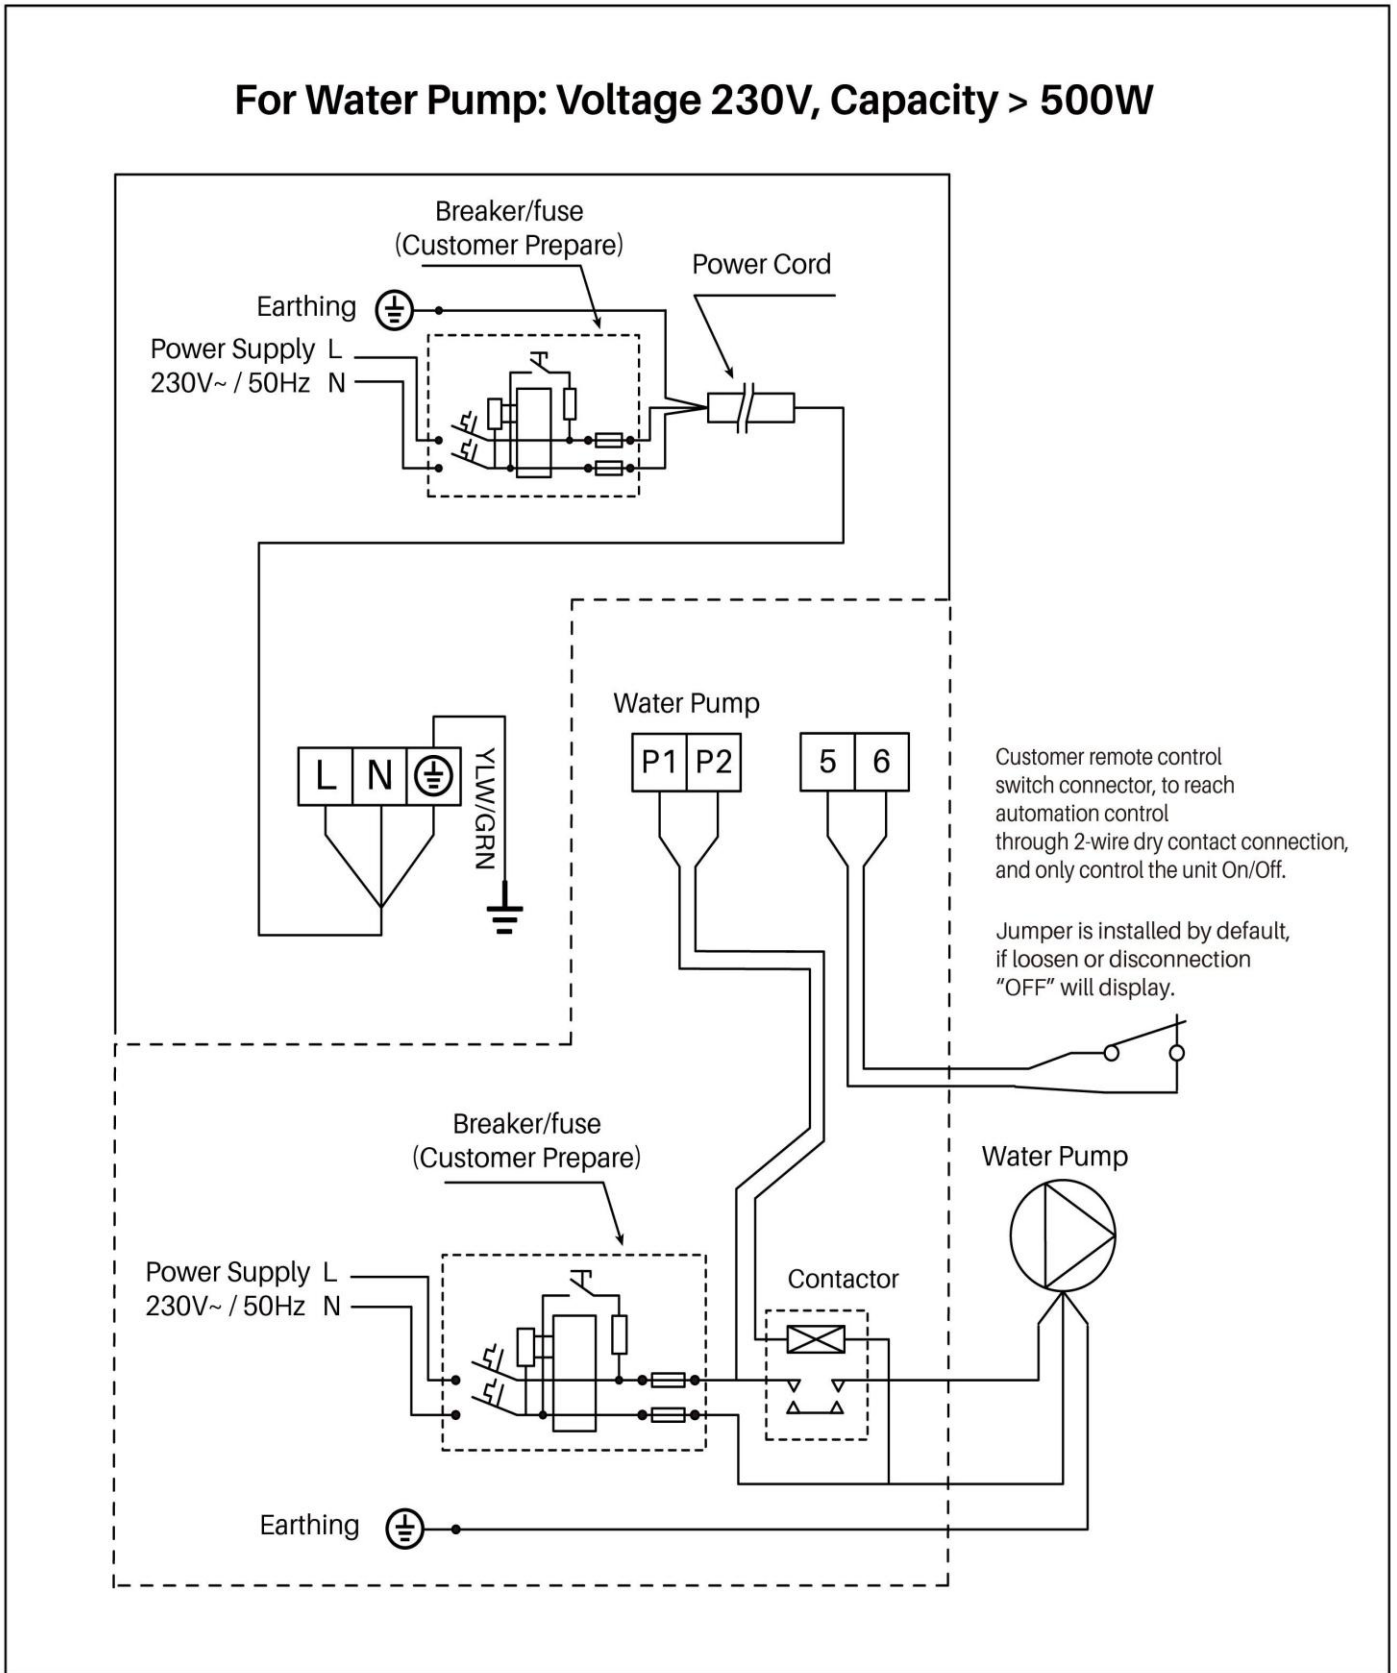 For Water Pump: Voltage 230V, Capacity > 500W
Breaker/fuse
(Customer Prepare)
Power Cord
Earthing
Power Supply L
230V~ / 50Hz N
Water Pump
L N
YLW/GRN
P1 P2
5 6
Customer remote control
switch connector, to reach
automation control
through 2-wire dry contact connection,
and only control the unit On/Off.
Jumper is installed by default,
if loosen or disconnection
"OFF" will display.
Breaker/fuse
(Customer Prepare)
Water Pump
Power Supply L
230V~ / 50Hz N
Contactor
Earthing